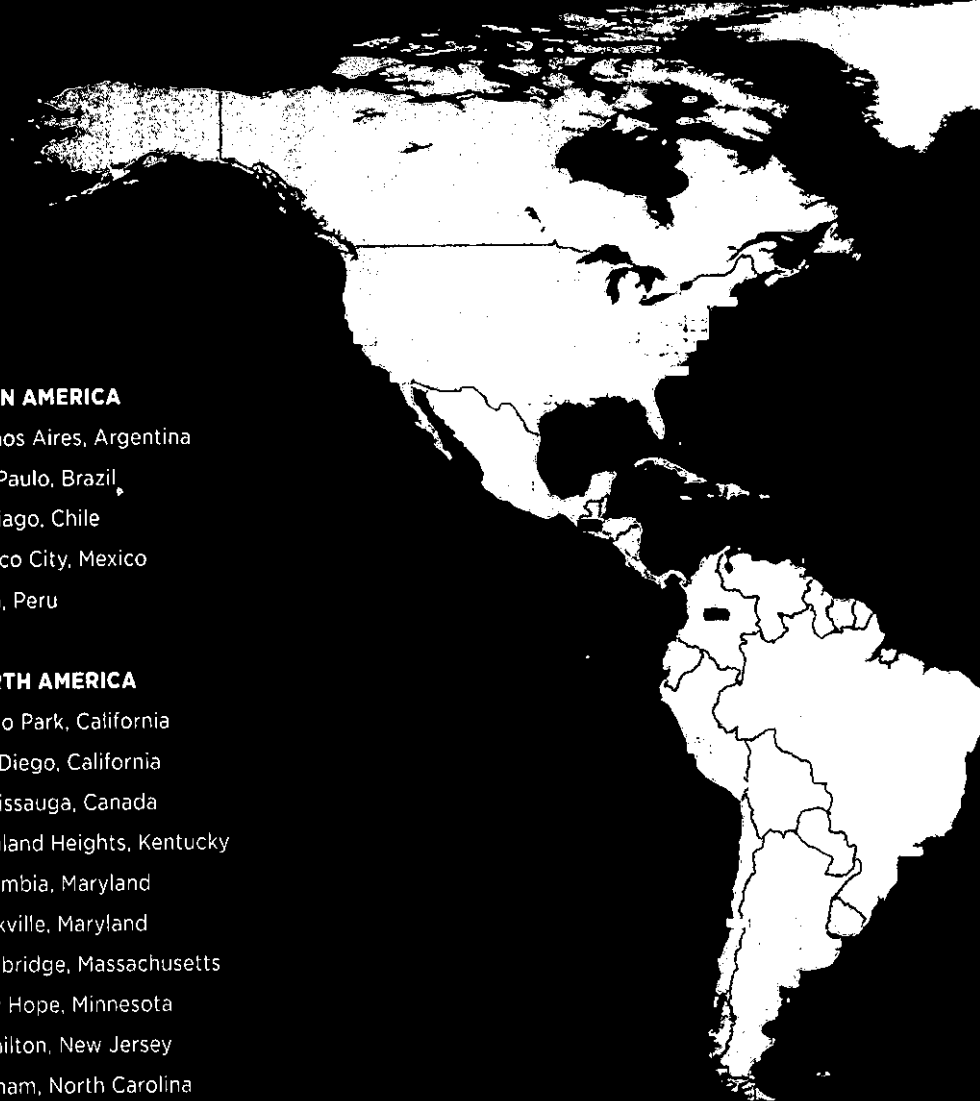 N AMERICA
os Aires, Argentina
Paulo, Brazil
iago, Chile
co City, Mexico
, Peru
RTH AMERICA
o Park, California
Diego, California
issauga, Canada
land Heights, Kentucky
mbia, Maryland
kville, Maryland
bridge, Massachusetts
Hope, Minnesota
ilton, New Jersey
ham, North Carolina